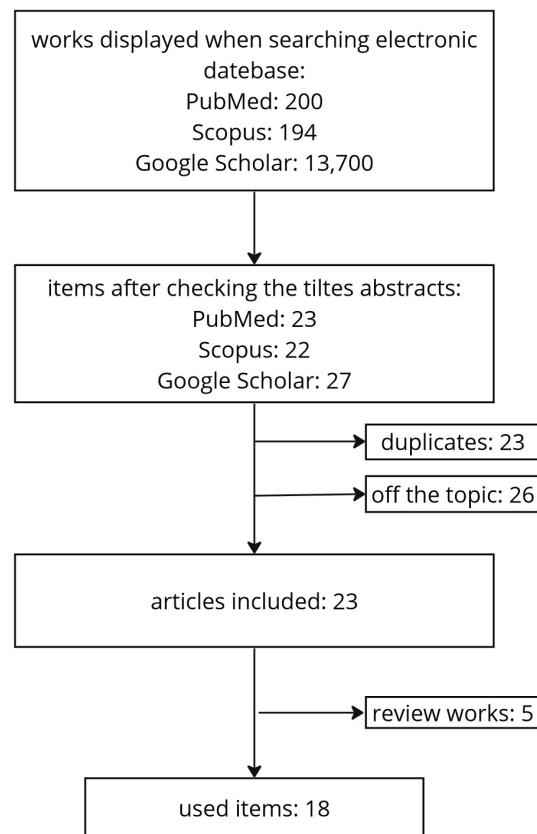 works displayed when searching electronic
datebase:
PubMed: 200
Scopus: 194
Google Scholar: 13,700
items after checking the tiltes abstracts:
PubMed: 23
Scopus: 22
Google Scholar: 27
duplicates: 23
off the topic: 26
articles included: 23
review works: 5
used items: 18